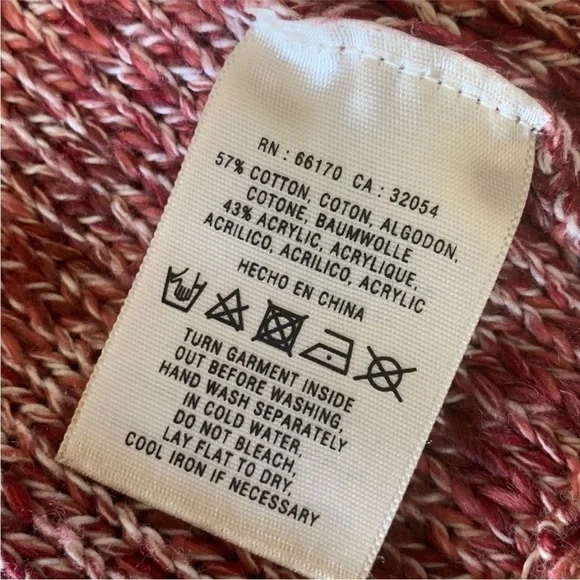 RN : 66170 CA : 32054
57% COTTON, COTON, ALGODON,
COTONE, BAUMWOLLE
43% ACRYLIC, ACRYLIQUE,
ACRILICO, ACRILICO, ACRYLIC
HECHO EN CHINA
TURN GARMENT INSIDE
OUT BEFORE WASHING,
HAND WASH SEPARATELY
IN COLD WATER,
DO NOT BLEACH,
LAY FLAT TO DRY,
COOL IRON IF NECESSARY